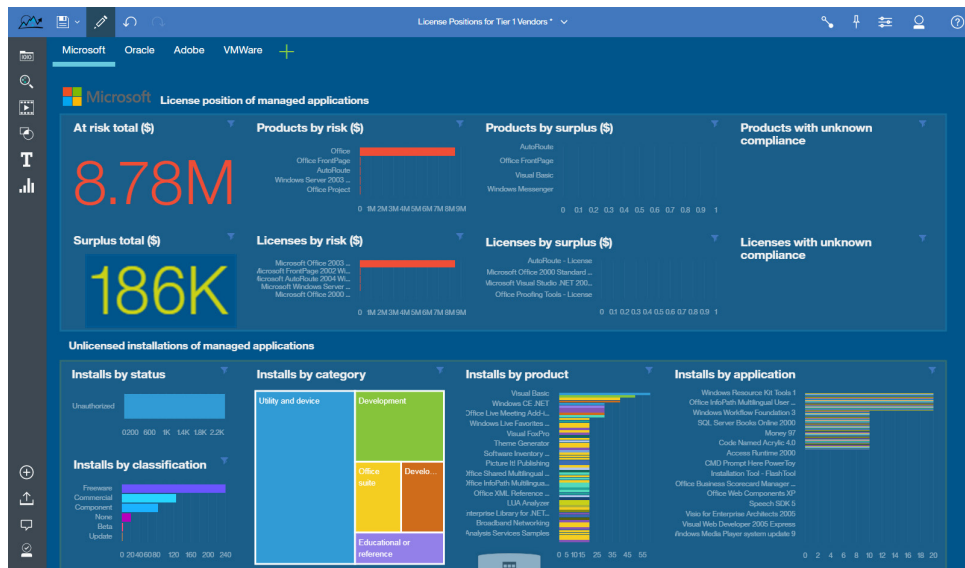 License Positions for Tier 1 Vendors *
Microsoft Oracle Adobe VMWare
Microsoft License position of managed applications
At risk total ($)
8.78M
Products by risk ($)
Office
Office FrontPage
AutoRoute
Windows Server 2003 ...
Office Project
0 1M 2M 3M 4M 5M 6M 7M 8M 9M
Products by surplus ($)
AutoRoute
Office FrontPage
Visual Basic
Windows Messenger
0 0.1 0.2 0.3 0.4 0.5 0.6 0.7 0.8 0.9 1
Products with unknown
compliance
Surplus total ($)
186K
Licenses by risk ($)
Microsoft Office 2003 ...
Microsoft FrontPage 2002 Wi...
Microsoft AutoRoute 2004 Wi...
Microsoft Windows Server ...
Microsoft Office 2000 ...
0 1M 2M 3M 4M 5M 6M 7M 8M 9M
Licenses by surplus ($)
AutoRoute - License
Microsoft Office 2000 Standard ...
Microsoft Visual Studio .NET 200...
Office Proofing Tools - License
0 0.1 0.2 0.3 0.4 0.5 0.6 0.7 0.8 0.9 1
Licenses with unknown
compliance
Unlicensed installations of managed applications
Installs by status
Unauthorized
0 200 600 1K 1.4K 1.8K 2.2K
Installs by classification
Freeware
Commercial
Component
None
Beta
Update
0 20 40 60 80 120 160 200 240
Installs by category
Utility and device
Development
Office
suite
Develo...
Educational or
reference
Installs by product
Visual Basic
Windows CE .NET
Office Live Meeting Add-i...
Windows Live Favorites ...
Visual FoxPro
Theme Generator
Software Inventory ...
Picture It! Publishing
Office Shared Multilingual ...
Office InfoPath Multilingua...
Office XML Reference ...
LUA Analyzer
nterprise Library for .NET...
Broadband Networking
Analysis Services Samples
0 5 10 15 25 35 45 55
Installs by application
Windows Resource Kit Tools 1
Office InfoPath Multilingual User ...
Windows Workflow Foundation 3
SQL Server Books Online 2000
Money 97
Code Named Acrylic 4.0
Access Runtime 2000
CMD Prompt Here PowerToy
Installation Tool - FlashTool
Office Business Scorecard Manager ...
Office Web Components XP
Speech SDK 5
Visio for Enterprise Architects 2005
Visual Web Developer 2005 Express
Windows Media Player system update 9
0 2 4 6 8 10 12 14 16 18 20